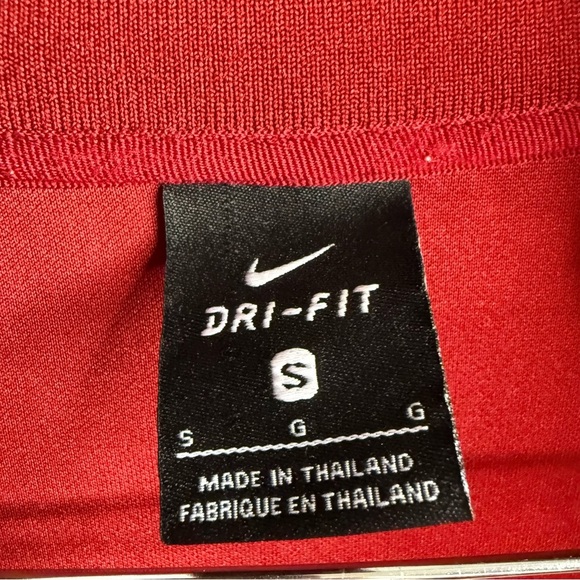 DRI-FIT
S
S G G
MADE IN THAILAND
FABRIQUE EN THAILAND